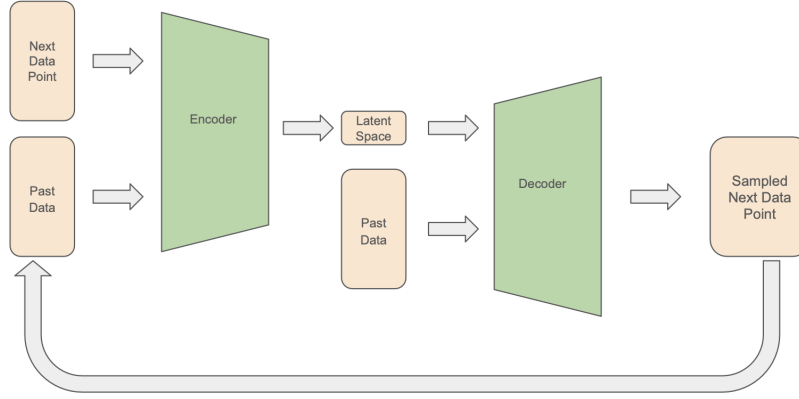 Next
Data
Point
Encoder
Latent
Space
Decoder
Past
Data
Past
Data
Sampled
Next Data
Point